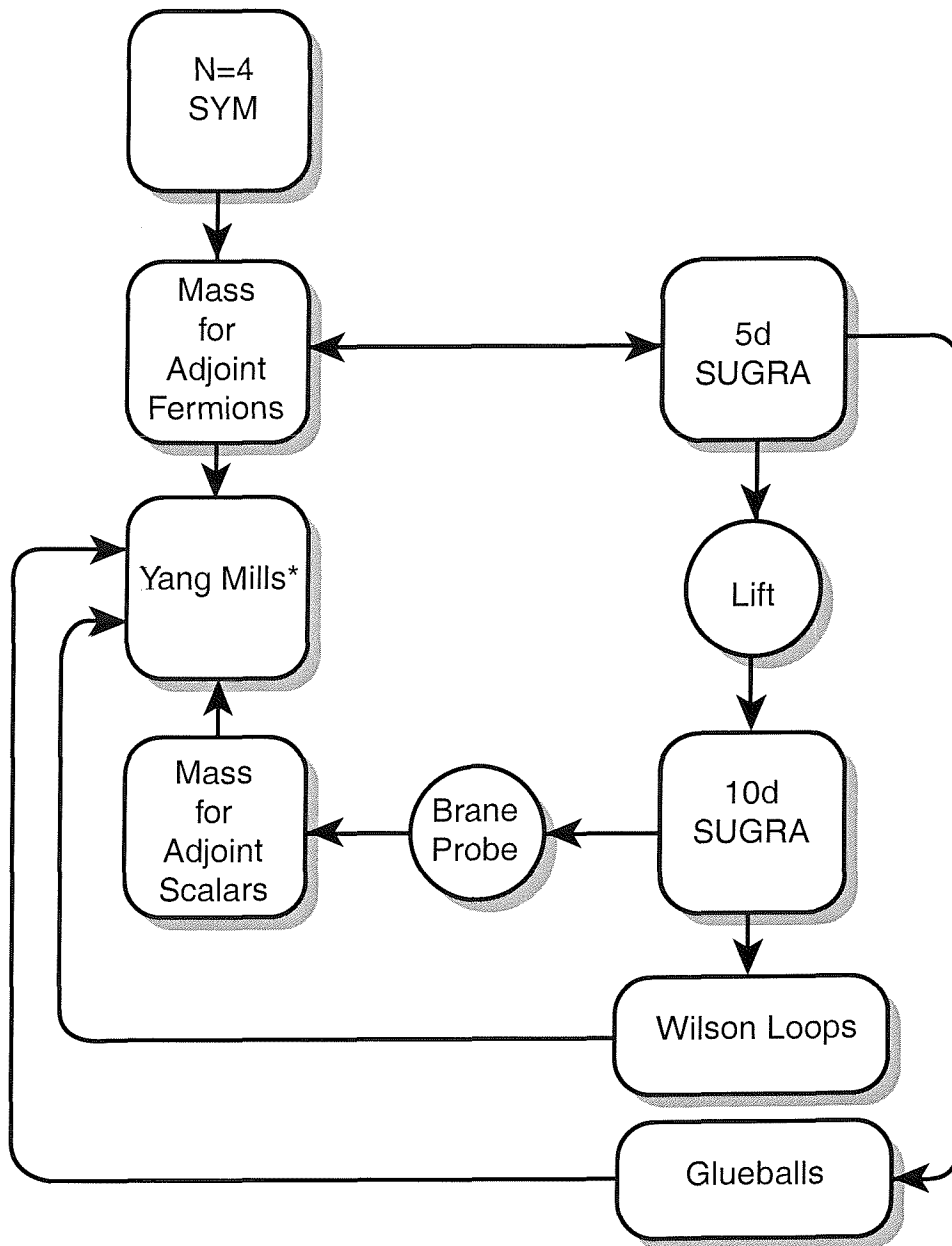 N=4
SYM
Mass
for
Adjoint
Fermions
5d
SUGRA
Yang Mills*
Lift
Mass
for
Adjoint
Scalars
Brane
Probe
10d
SUGRA
Wilson Loops
Glueballs